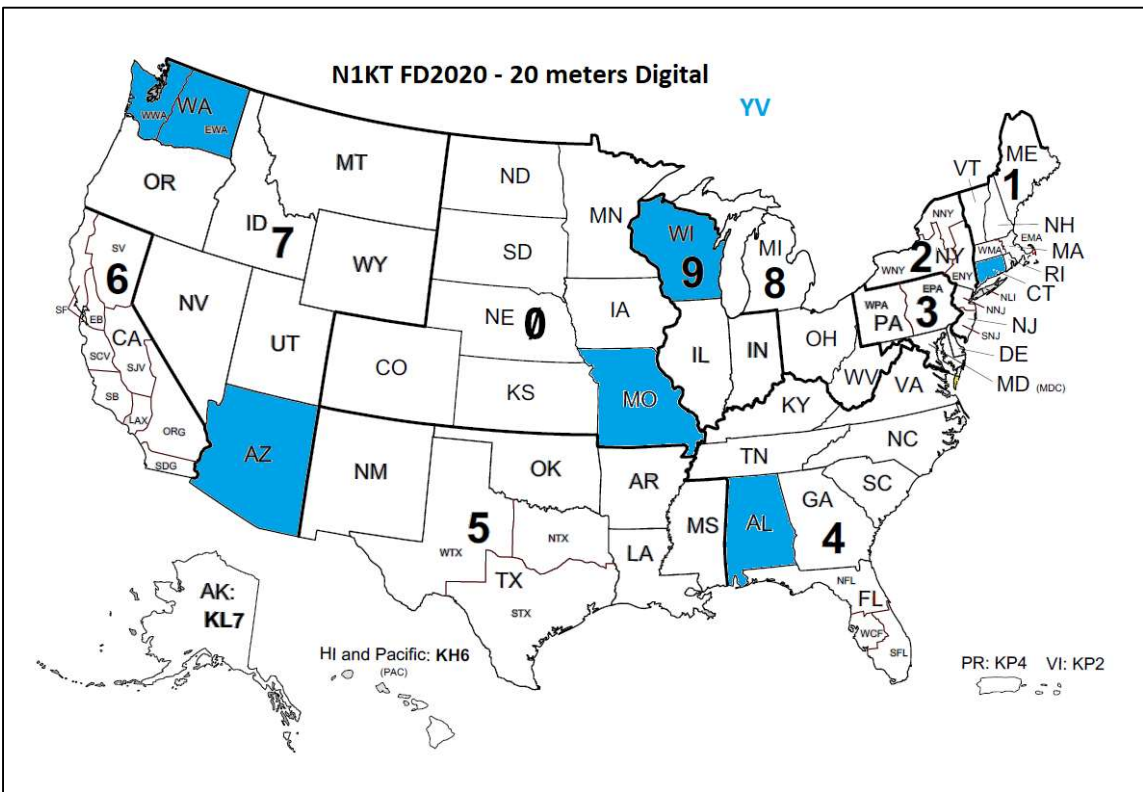 N1KT FD2020 - 20 meters Digital
YV
WA
WWA
EWA
OR
MT
ID
7
WY
ND
SD
NE
0
MN
IA
WI
9
MI
8
ME
1
VT
NH
EMA
MA
WMA
RI
CT
NNY
2
NY
WNY
ENY
NLI
NNJ
NJ
SNJ
EPA
WPA
3
PA
DE
MD (MDC)
SV
6
SF
EB
CA
SCV
SJV
SB
LAX
ORG
SDG
NV
UT
CO
KS
MO
IL
IN
OH
WV
VA
KY
AZ
NM
OK
AR
TN
NC
SC
GA
4
AL
MS
LA
5
WTX
NTX
TX
STX
NFL
FL
WCF
SFL
AK:
KL7
HI and Pacific: KH6
(PAC)
PR: KP4 VI: KP2